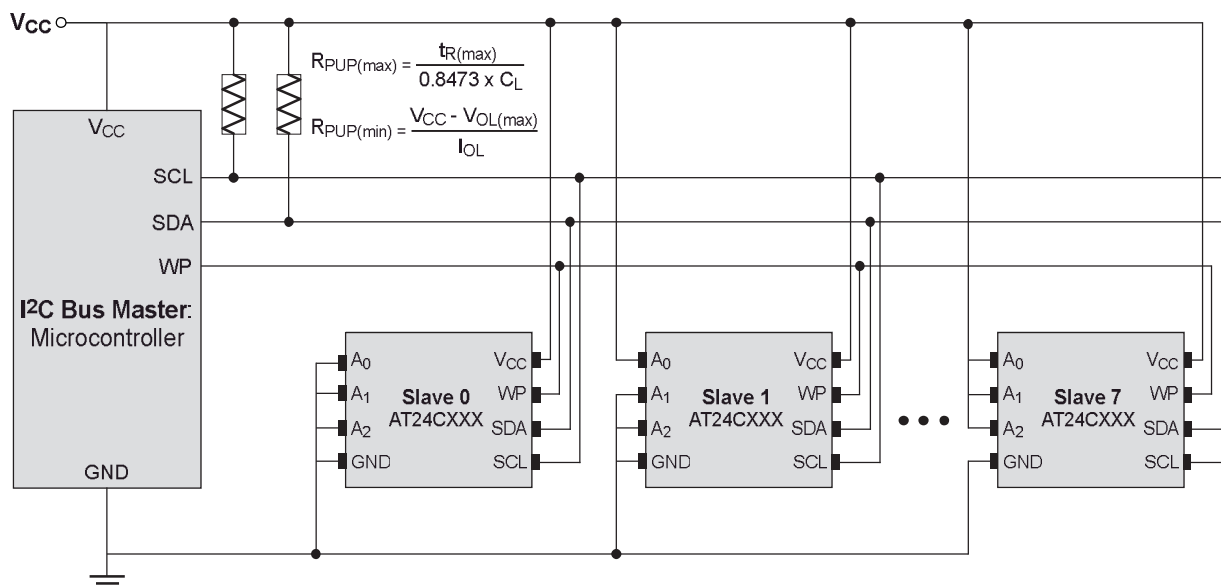 VCC
RPUP(max) = tR(max)
0.8473 x CL
RPUP(min) = VCC - VOL(max)
IOL
VCC
SCL
SDA
WP
I2C Bus Master:
Microcontroller
GND
A0
A1
A2
GND
Slave 0
AT24CXXX
VCC
WP
SDA
SCL
A0
A1
A2
GND
Slave 1
AT24CXXX
VCC
WP
SDA
SCL
A0
A1
A2
GND
Slave 7
AT24CXXX
VCC
WP
SDA
SCL